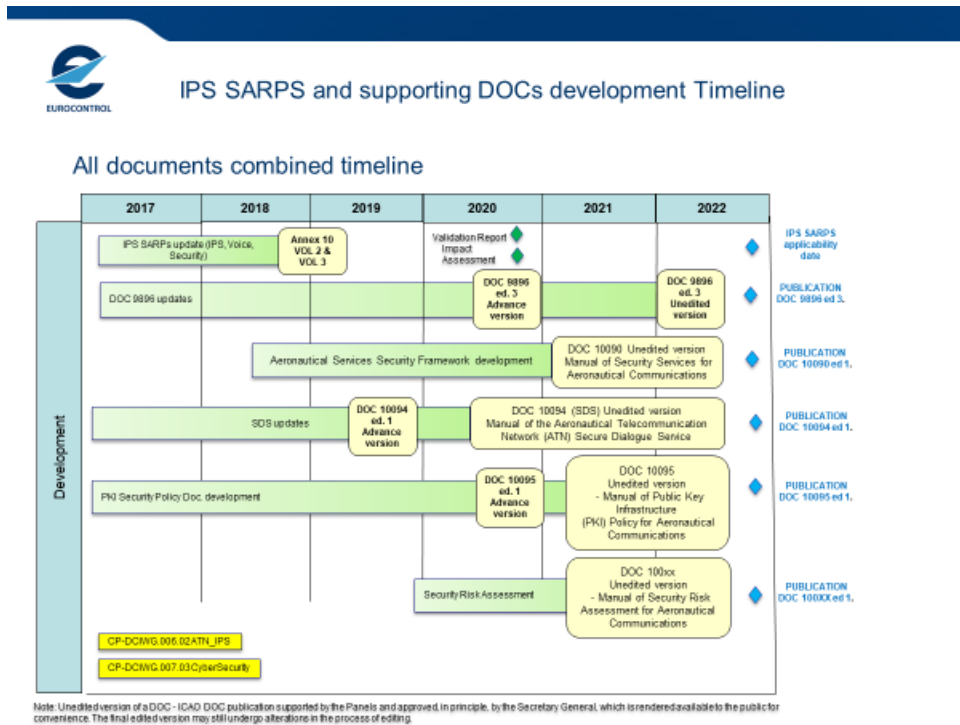 EUROCONTROL
IPS SARPS and supporting DOCs development Timeline
All documents combined timeline
2017 2018 2019 2020 2021 2022
Development
IPS SARPs update (IPS, Voice,
Security)
Annex 10
VOL 2 &
VOL 3
Validation Report
Impact
Assessment
IPS SARPS
applicability
date
DOC 9896 updates
DOC 9896
ed. 3
Advance
version
DOC 9896
ed. 3
Unedited
version
PUBLICATION
DOC 9896 ed 3.
Aeronautical Services Security Framework development
DOC 10090 Unedited version
Manual of Security Services for
Aeronautical Communications
PUBLICATION
DOC 10090 ed 1.
SDS updates
DOC 10094
ed. 1
Advance
version
DOC 10094 (SDS) Unedited version
Manual of the Aeronautical Telecommunication
Network (ATN) Secure Dialogue Service
PUBLICATION
DOC 10094 ed 1.
PKI Security Policy Doc. development
DOC 10095
ed. 1
Advance
version
DOC 10095
Unedited version
- Manual of Public Key
Infrastructure
(PKI) Policy for Aeronautical
Communications
PUBLICATION
DOC 10095 ed 1.
Security Risk Assessment
DOC 100xx
Unedited version
- Manual of Security Risk
Assessment for Aeronautical
Communications
PUBLICATION
DOC 100XX ed 1.
CP-DCIWG.006.02ATN_IPS
CP-DCIWG.007.03CyberSecurity
Note: Unedited version of a DOC - ICAO DOC publication supported by the Panels and approved, in principle, by the Secretary General, which is rendered available to the public for
convenience. The final edited version may still undergo alterations in the process of editing.